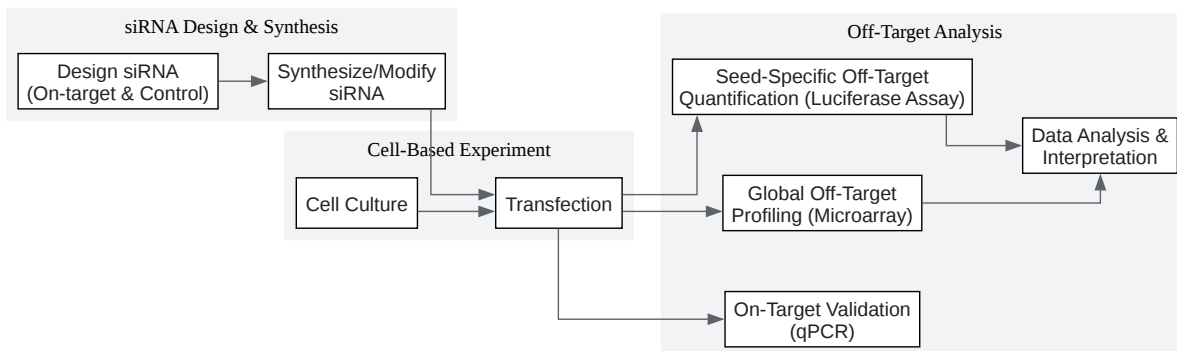 siRNA Design & Synthesis
Design siRNA
(On-target & Control)
Synthesize/Modify
siRNA
Cell-Based Experiment
Cell Culture
Transfection
Off-Target Analysis
Seed-Specific Off-Target
Quantification (Luciferase Assay)
Global Off-Target
Profiling (Microarray)
On-Target Validation
(qPCR)
Data Analysis &
Interpretation